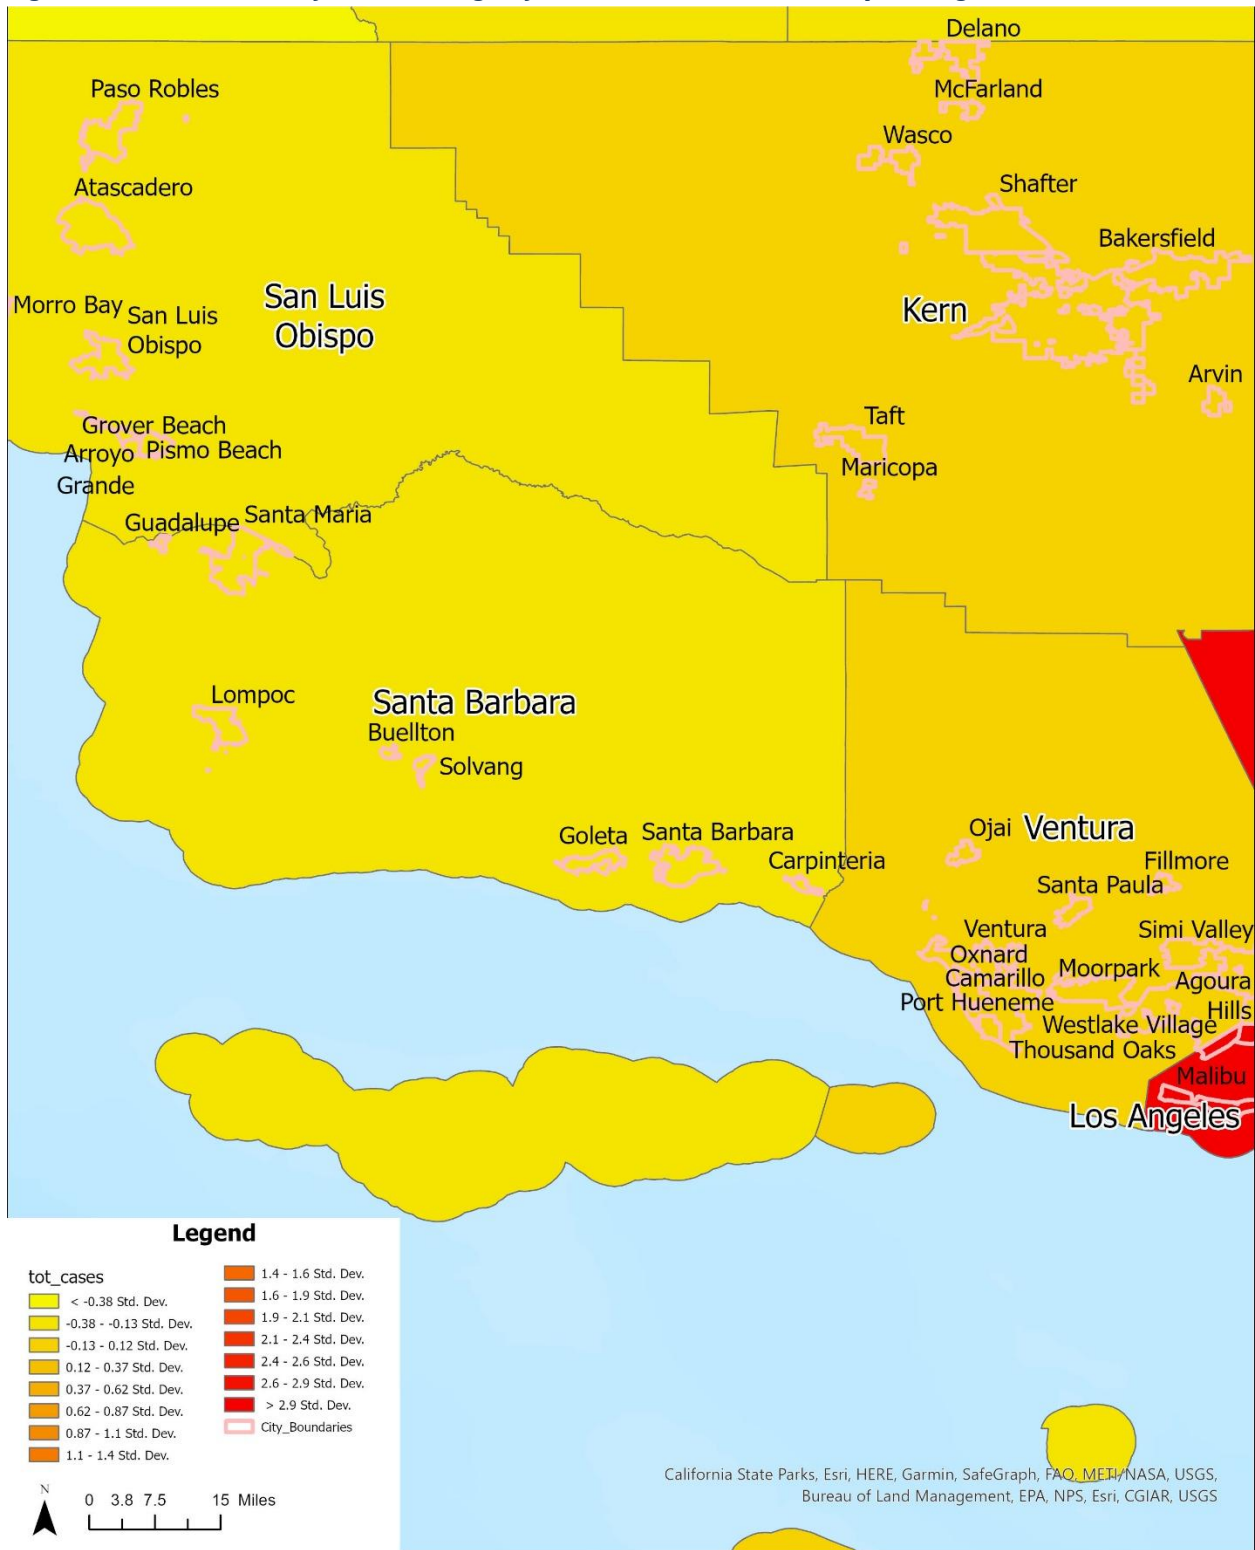 Delano
Paso Robles
McFarland
Wasco
Atascadero
Shafter
Bakersfield
San Luis
Obispo
Morro Bay
San Luis
Obispo
Kern
Arvin
Taft
Grover Beach
Arroyo
Grande
Pismo Beach
Maricopa
Guadalupe
Santa Maria
Lompoc
Santa Barbara
Buellton
Solvang
Goleta
Santa Barbara
Carpinteria
Ojai
Ventura
Fillmore
Santa Paula
Ventura
Simi Valley
Oxnard
Camarillo
Moorpark
Agoura
Hills
Port Hueneme
Westlake Village
Thousand Oaks
Malibu
Los Angeles
Legend
tot_cases
< -0.38 Std. Dev.
-0.38 - -0.13 Std. Dev.
-0.13 - 0.12 Std. Dev.
0.12 - 0.37 Std. Dev.
0.37 - 0.62 Std. Dev.
0.62 - 0.87 Std. Dev.
0.87 - 1.1 Std. Dev.
1.1 - 1.4 Std. Dev.
1.4 - 1.6 Std. Dev.
1.6 - 1.9 Std. Dev.
1.9 - 2.1 Std. Dev.
2.1 - 2.4 Std. Dev.
2.4 - 2.6 Std. Dev.
2.6 - 2.9 Std. Dev.
> 2.9 Std. Dev.
City_Boundaries
N
0 3.8 7.5 15 Miles
California State Parks, Esri, HERE, Garmin, SafeGraph, FAO, METI/NASA, USGS,
Bureau of Land Management, EPA, NPS, Esri, CGIAR, USGS